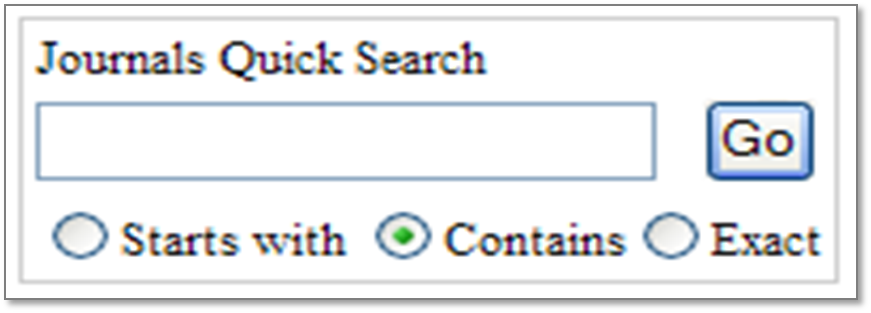 Journals Quick Search
Go
Starts with Contains Exact